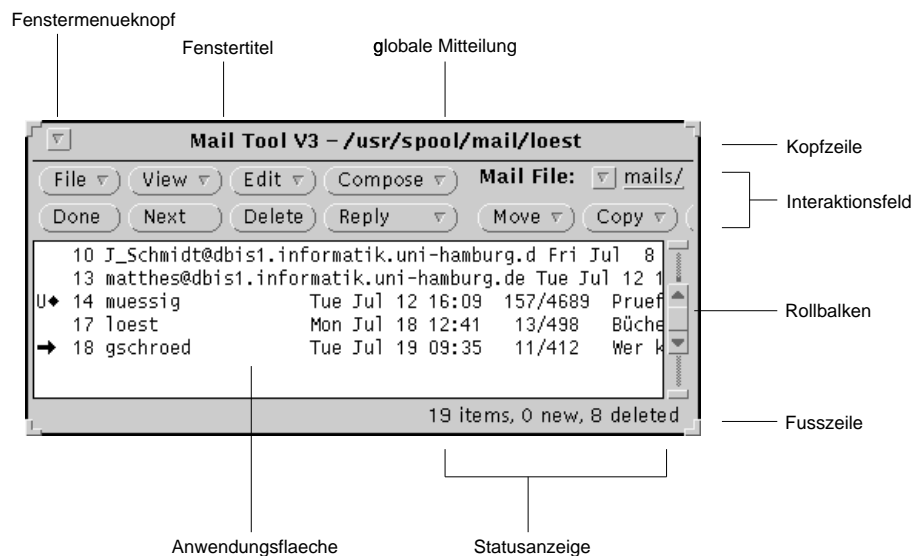 Fenstermenueknopf
Fenstertitel
globale Mitteilung
Mail Tool V3 – /usr/spool/mail/loest
Kopfzeile
File View Edit Compose Mail File: mails/
Interaktionsfeld
Done Next Delete Reply Move Copy
10 J_Schmidt@dbis1.informatik.uni-hamburg.d Fri Jul 8
13 matthes@dbis1.informatik.uni-hamburg.de Tue Jul 12 1
U◆ 14 muessig Tue Jul 12 16:09 157/4689 Pruef
Rollbalken
17 loest Mon Jul 18 12:41 13/498 Büche
→ 18 gschroed Tue Jul 19 09:35 11/412 Wer k
19 items, 0 new, 8 deleted
Fusszeile
Anwendungsflaeche
Statusanzeige